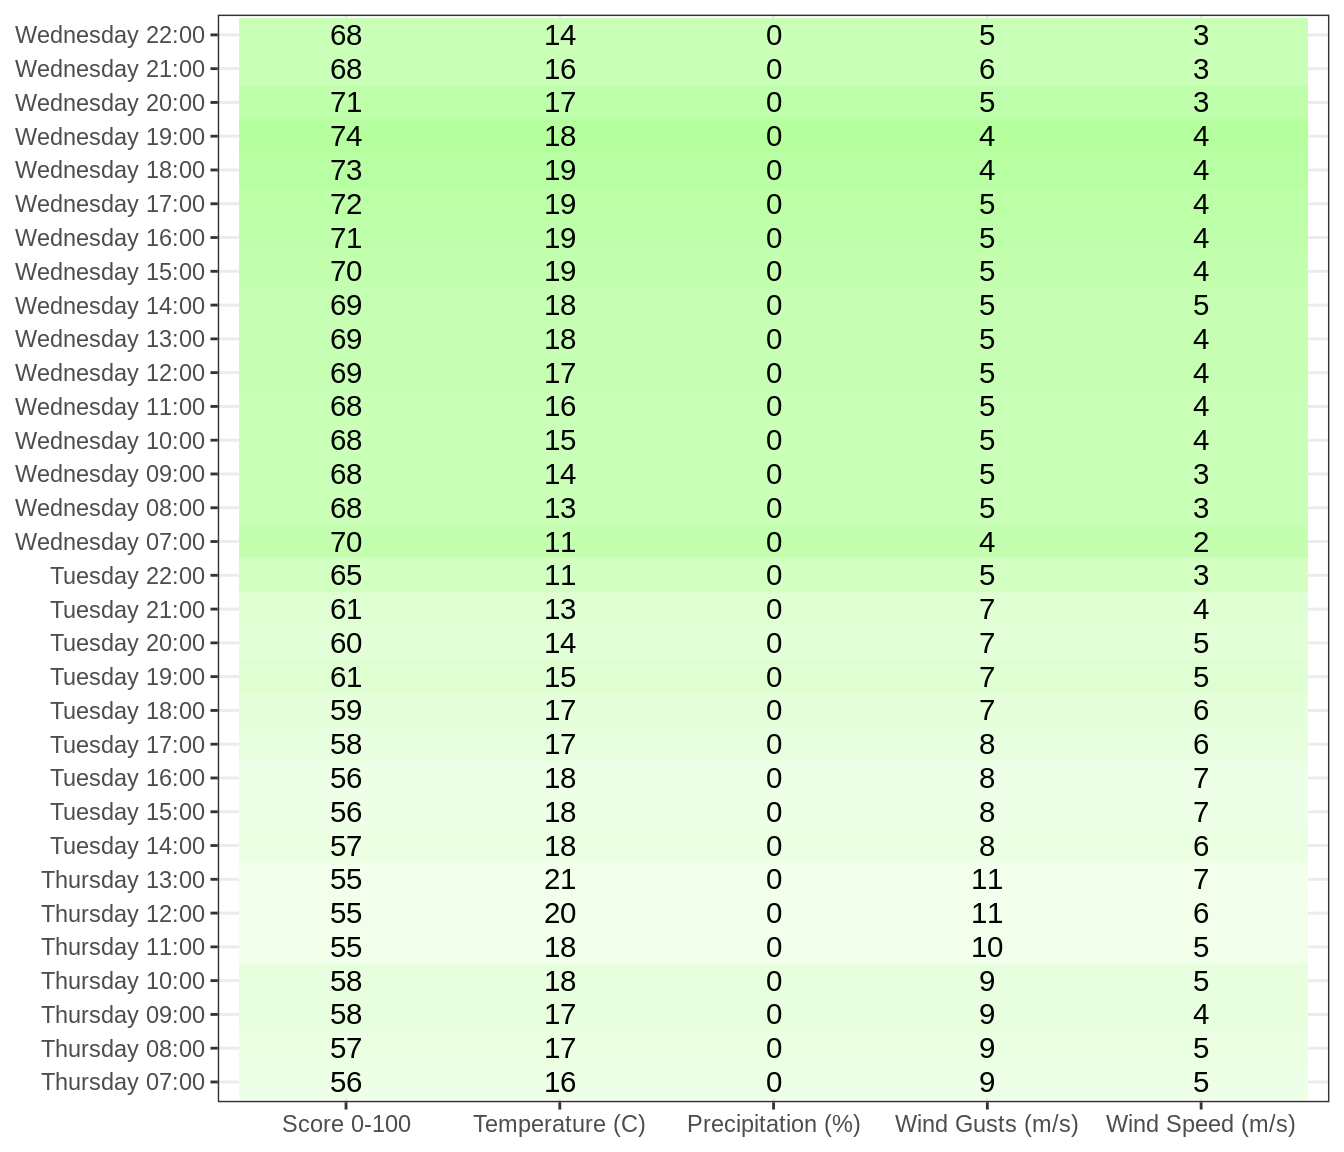 Wednesday 22:00 68 14 0 5 3
Wednesday 21:00 68 16 0 6 3
Wednesday 20:00 71 17 0 5 3
Wednesday 19:00 74 18 0 4 4
Wednesday 18:00 73 19 0 4 4
Wednesday 17:00 72 19 0 5 4
Wednesday 16:00 71 19 0 5 4
Wednesday 15:00 70 19 0 5 4
Wednesday 14:00 69 18 0 5 5
Wednesday 13:00 69 18 0 5 4
Wednesday 12:00 69 17 0 5 4
Wednesday 11:00 68 16 0 5 4
Wednesday 10:00 68 15 0 5 4
Wednesday 09:00 68 14 0 5 3
Wednesday 08:00 68 13 0 5 3
Wednesday 07:00 70 11 0 4 2
Tuesday 22:00 65 11 0 5 3
Tuesday 21:00 61 13 0 7 4
Tuesday 20:00 60 14 0 7 5
Tuesday 19:00 61 15 0 7 5
Tuesday 18:00 59 17 0 7 6
Tuesday 17:00 58 17 0 8 6
Tuesday 16:00 56 18 0 8 7
Tuesday 15:00 56 18 0 8 7
Tuesday 14:00 57 18 0 8 6
Thursday 13:00 55 21 0 11 7
Thursday 12:00 55 20 0 11 6
Thursday 11:00 55 18 0 10 5
Thursday 10:00 58 18 0 9 5
Thursday 09:00 58 17 0 9 4
Thursday 08:00 57 17 0 9 5
Thursday 07:00 56 16 0 9 5
Score 0-100 Temperature (C) Precipitation (%) Wind Gusts (m/s) Wind Speed (m/s)